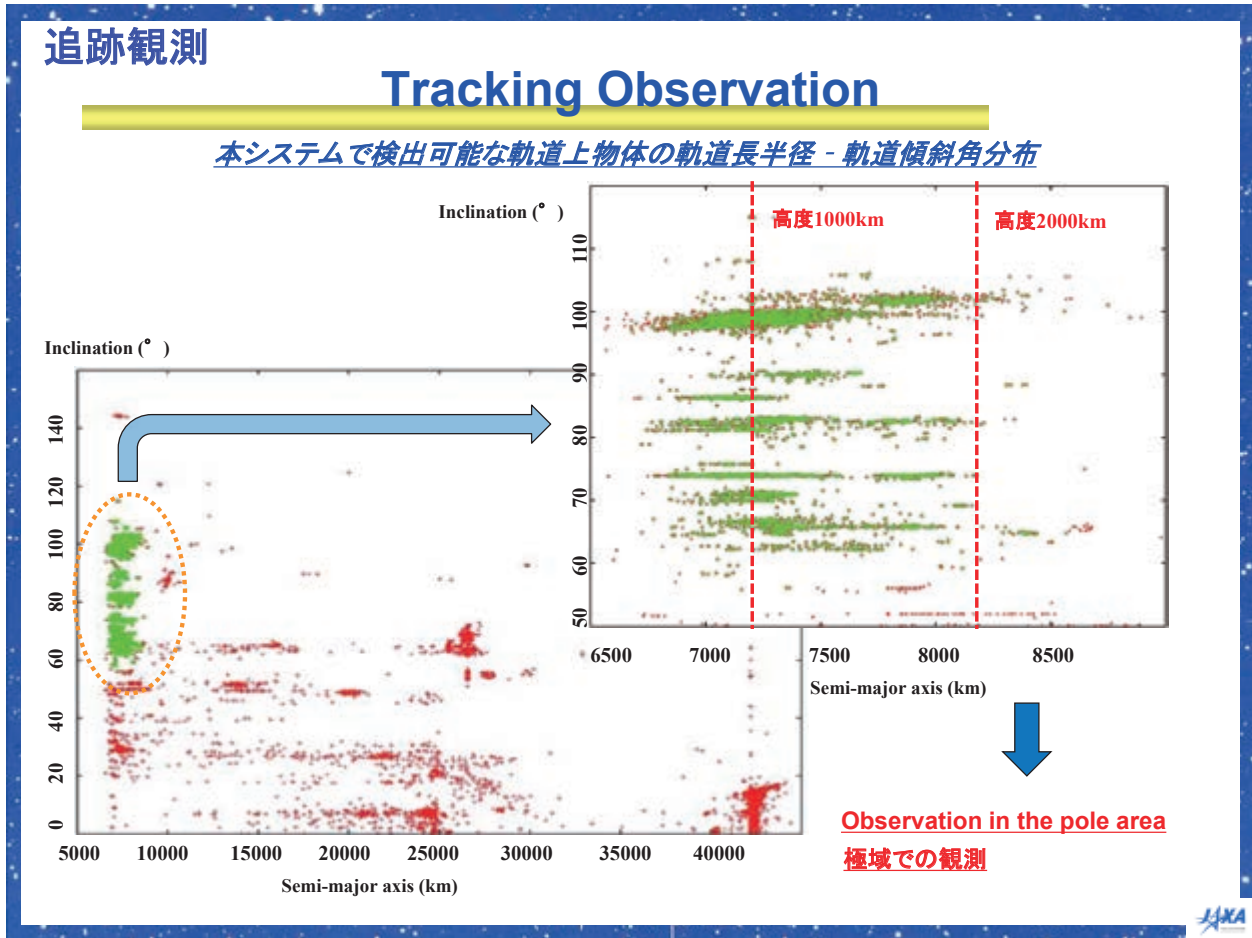 追跡観測
Tracking Observation
本システムで検出可能な軌道上物体の軌道長半径 - 軌道傾斜角分布
Inclination (° )
高度1000km
高度2000km
110
100
90
80
70
60
50
6500 7000 7500 8000 8500
Semi-major axis (km)
Inclination (° )
140
120
100
80
60
40
20
0
5000 10000 15000 20000 25000 30000 35000 40000
Semi-major axis (km)
Observation in the pole area
極域での観測
JAXA